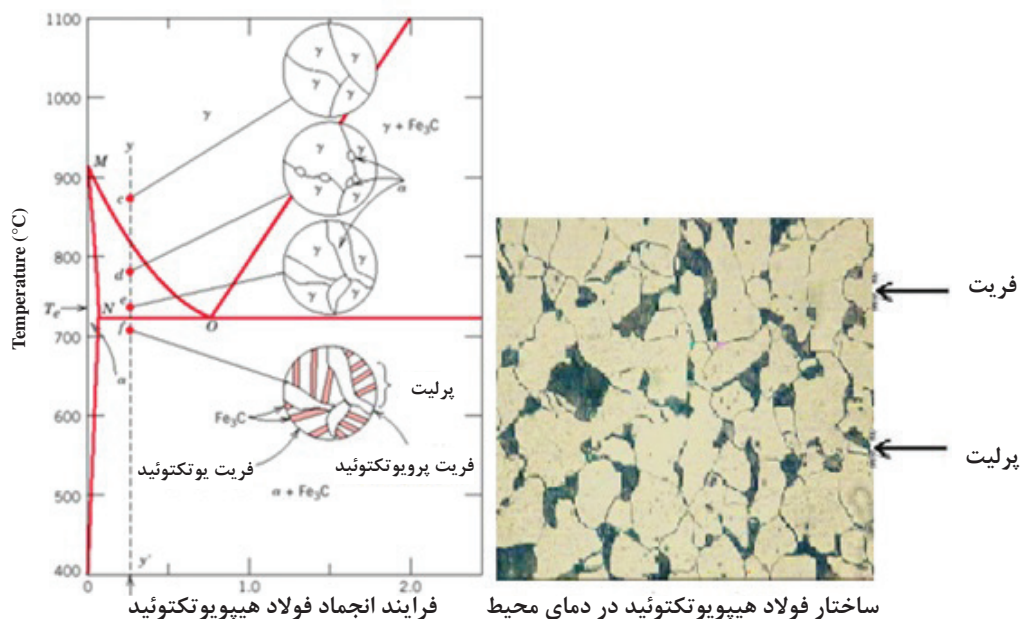 1100
1000
900
800
700
600
500
400
Temperature (°C)
T_e
M
N
O
y
c
d
e
f
y'
α
γ
γ + Fe₃C
γ γ
γ γ
γ γ
γ γ
α
γ γ
γ γ
پرلیت
Fe₃C
فریت یوتکتوئید
فریت پرویوتکتوئید
α + Fe₃C
0 1.0 2.0
فرایند انجماد فولاد هیپویوتکتوئید
فریت
پرلیت
ساختار فولاد هیپویوتکتوئید در دمای محیط